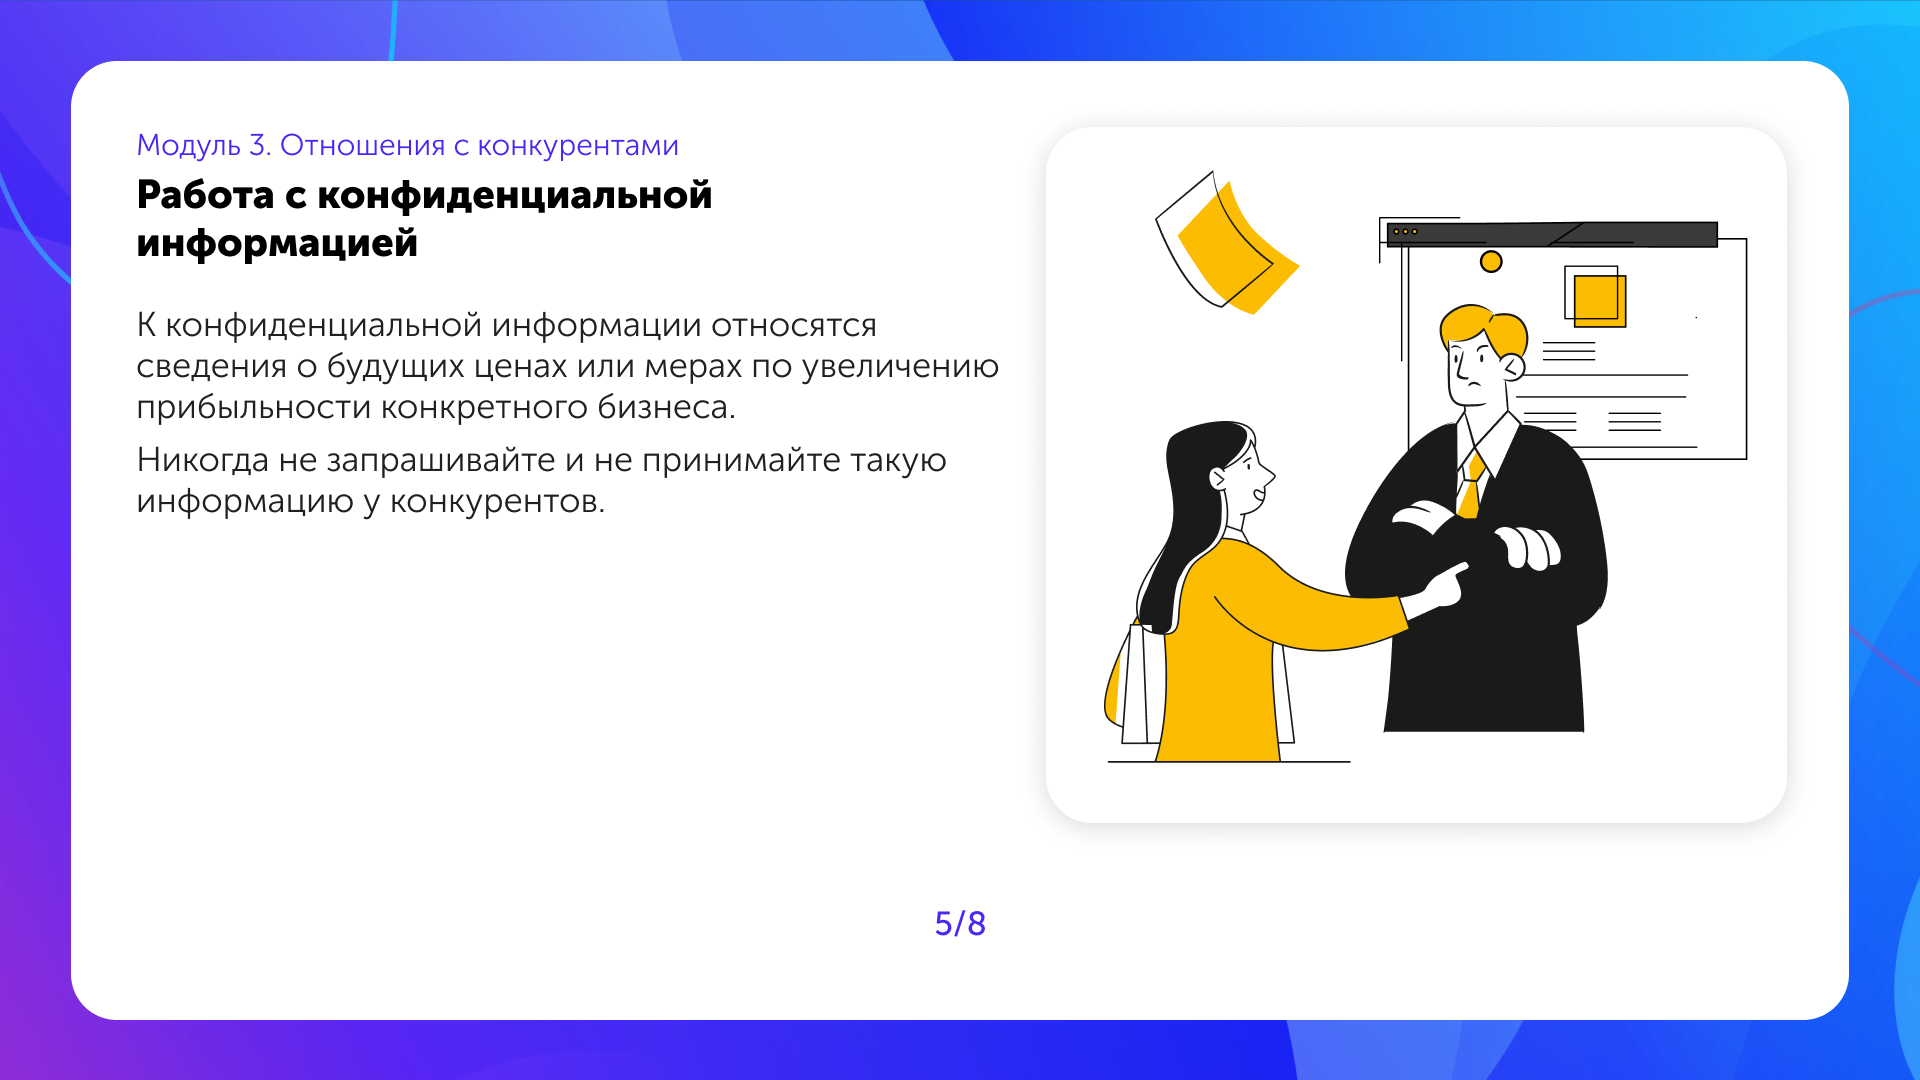 Модуль 3. Отношения с конкурентами
Работа с конфиденциальной
информацией
К конфиденциальной информации относятся
сведения о будущих ценах или мерах по увеличению
прибыльности конкретного бизнеса.
Никогда не запрашивайте и не принимайте такую
информацию у конкурентов.
5/8